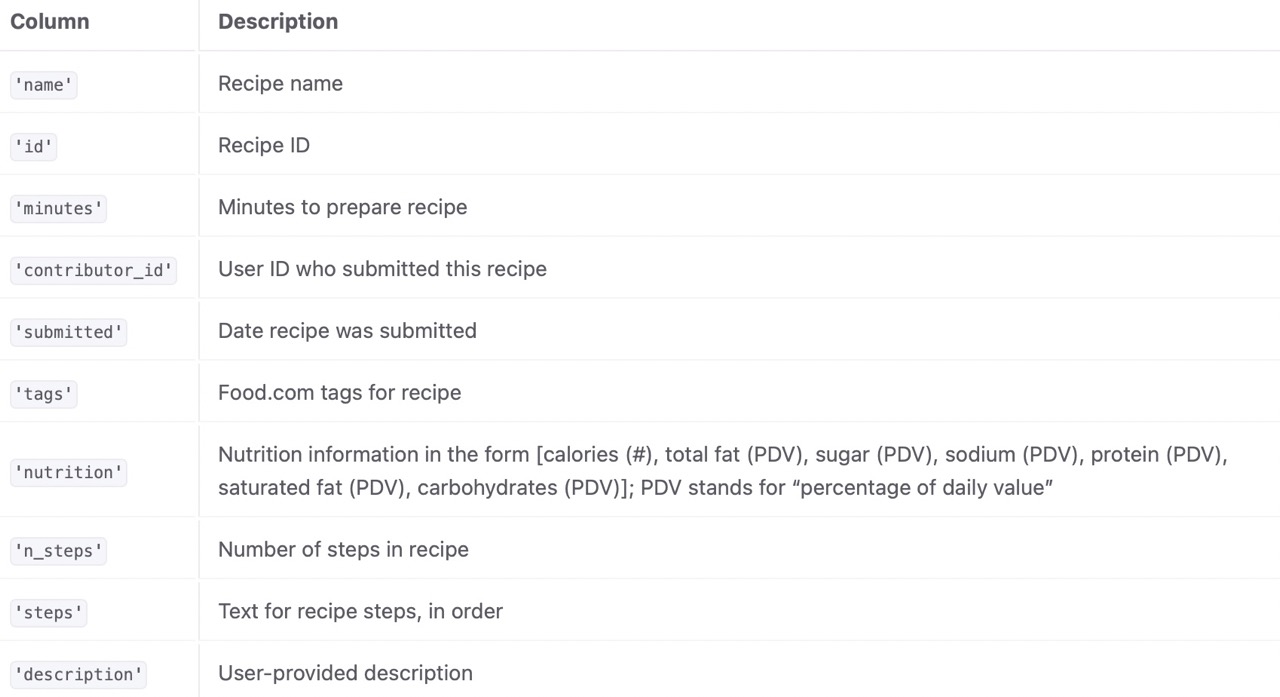 Column Description
'name' Recipe name
'id' Recipe ID
'minutes' Minutes to prepare recipe
'contributor_id' User ID who submitted this recipe
'submitted' Date recipe was submitted
'tags' Food.com tags for recipe
'nutrition' Nutrition information in the form [calories (#), total fat (PDV), sugar (PDV), sodium (PDV), protein (PDV),
saturated fat (PDV), carbohydrates (PDV)]; PDV stands for “percentage of daily value”
'n_steps' Number of steps in recipe
'steps' Text for recipe steps, in order
'description' User-provided description